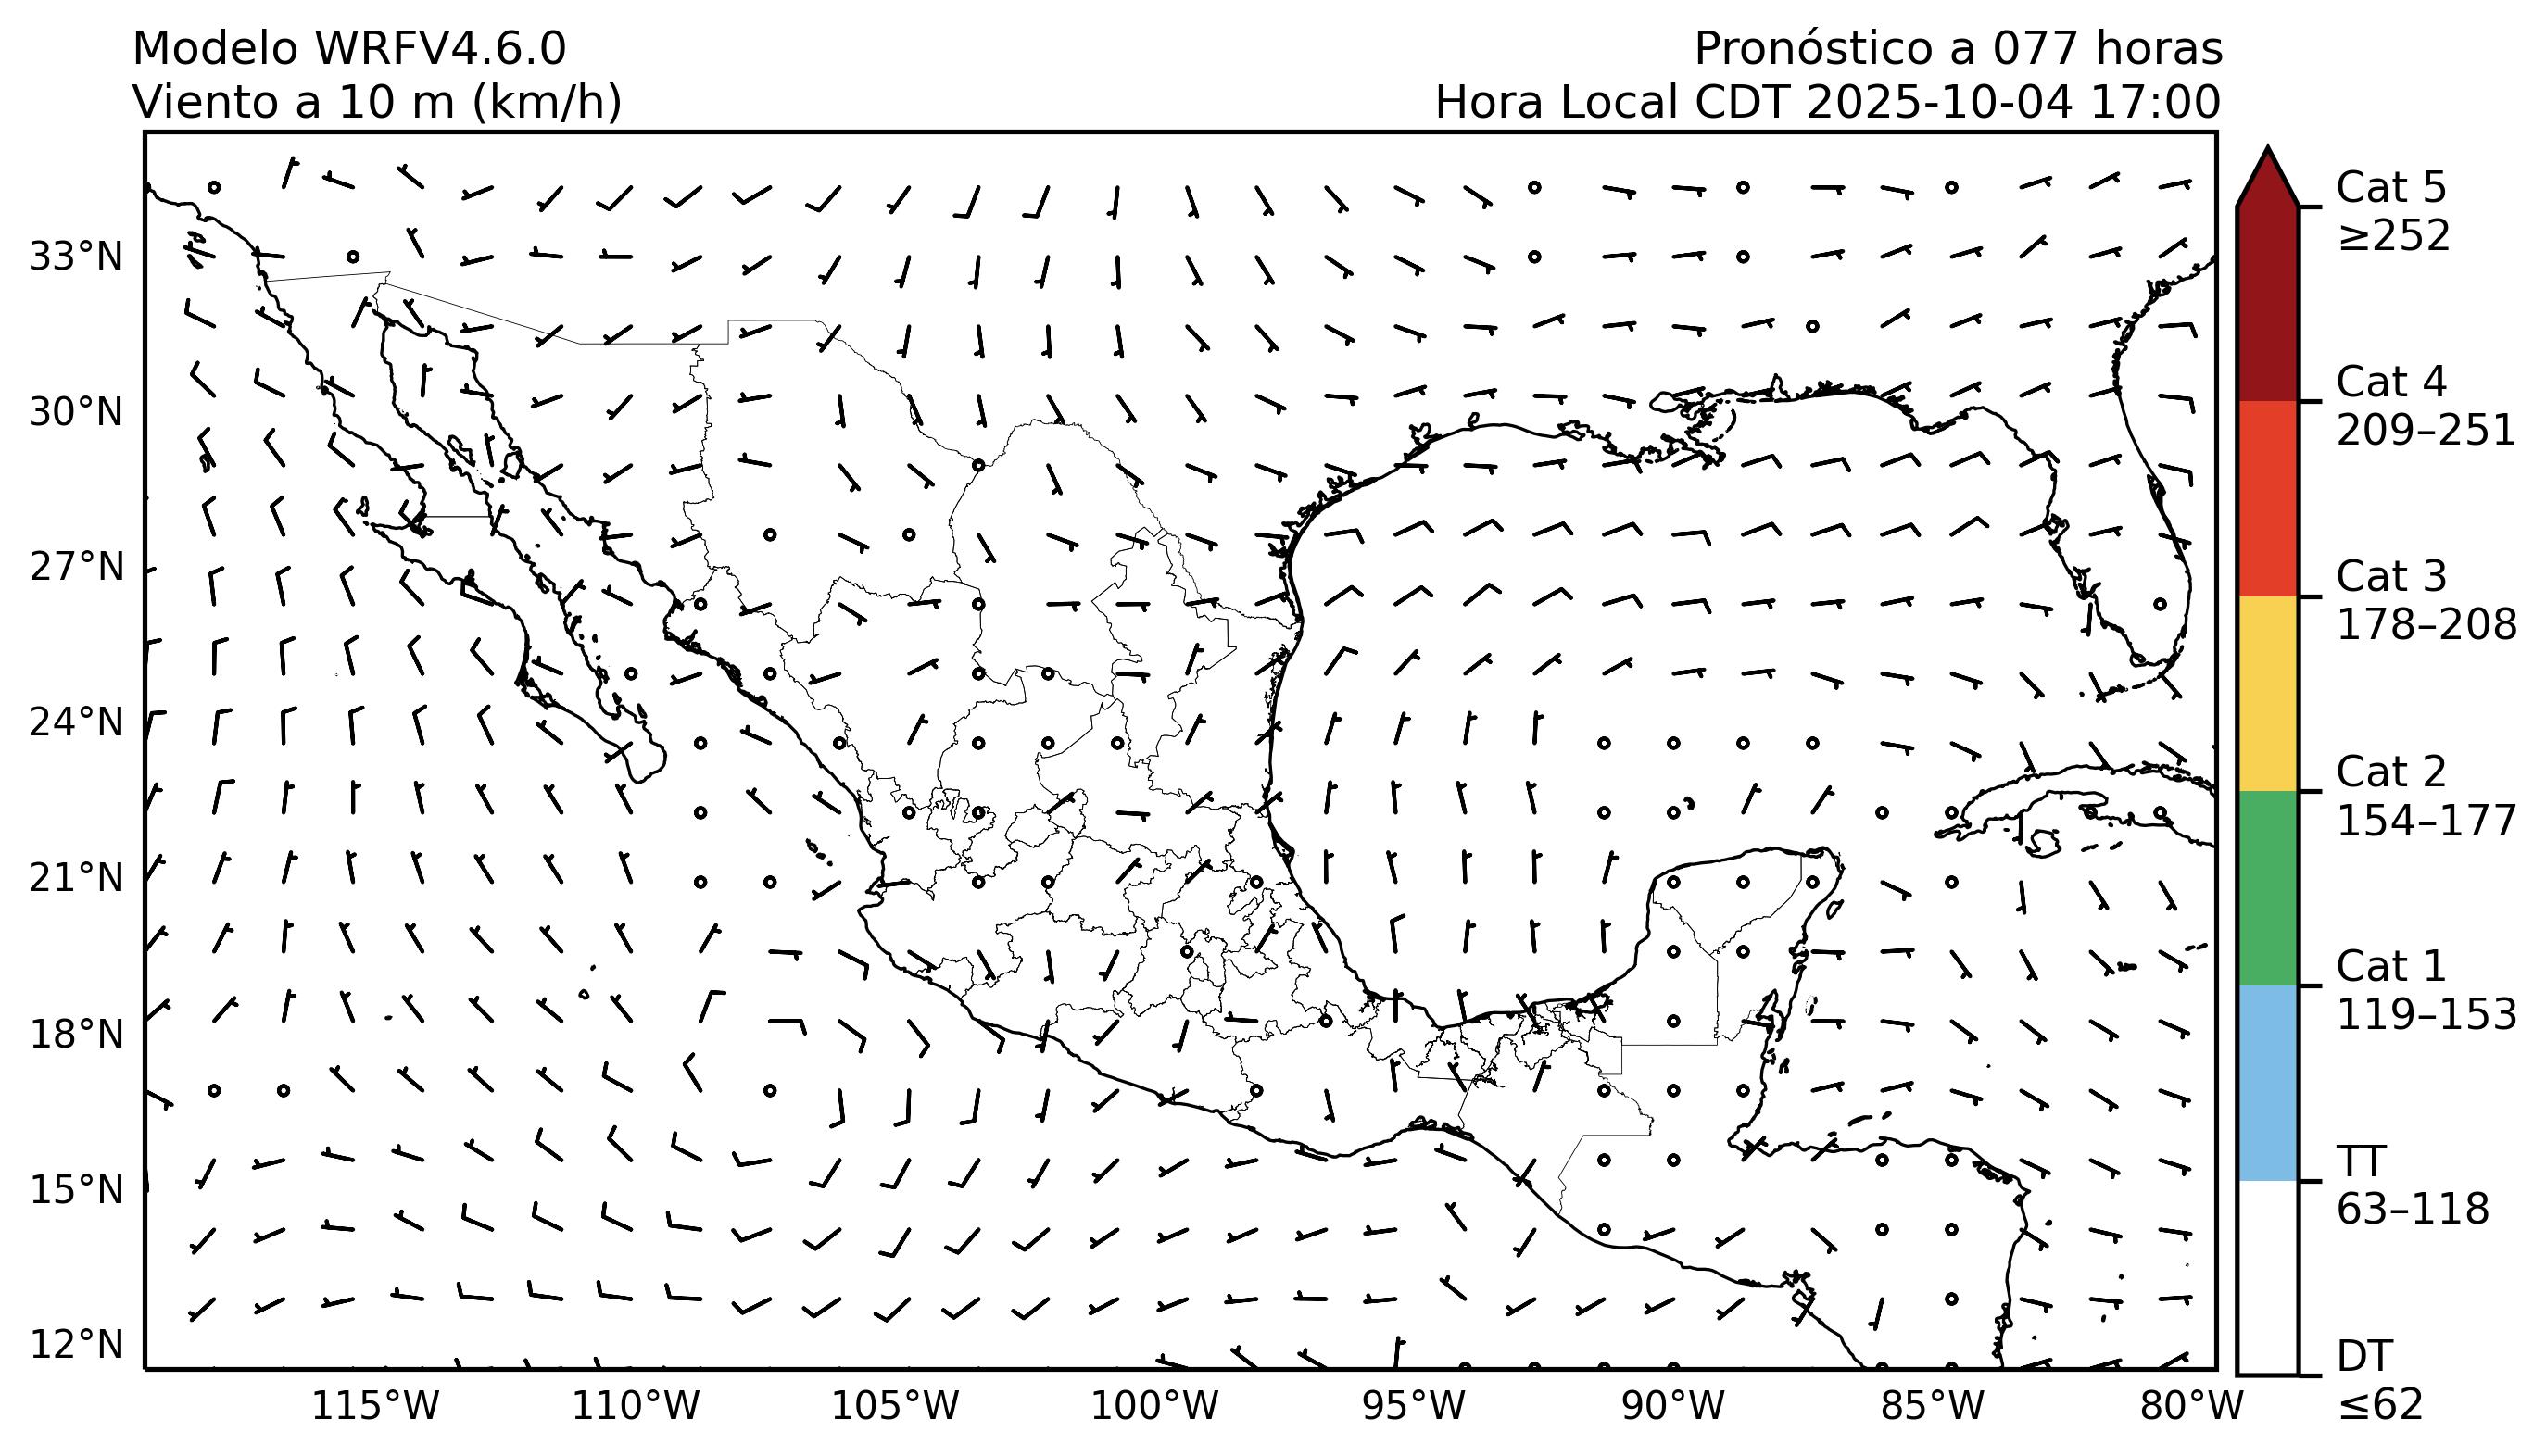 Modelo WRFV4.6.0
Viento a 10 m (km/h)
Pronóstico a 077 horas
Hora Local CDT 2025-10-04 17:00
33°N
30°N
27°N
24°N
21°N
18°N
15°N
12°N
115°W
110°W
105°W
100°W
95°W
90°W
85°W
80°W
Cat 5
≥252
Cat 4
209–251
Cat 3
178–208
Cat 2
154–177
Cat 1
119–153
TT
63–118
DT
≤62